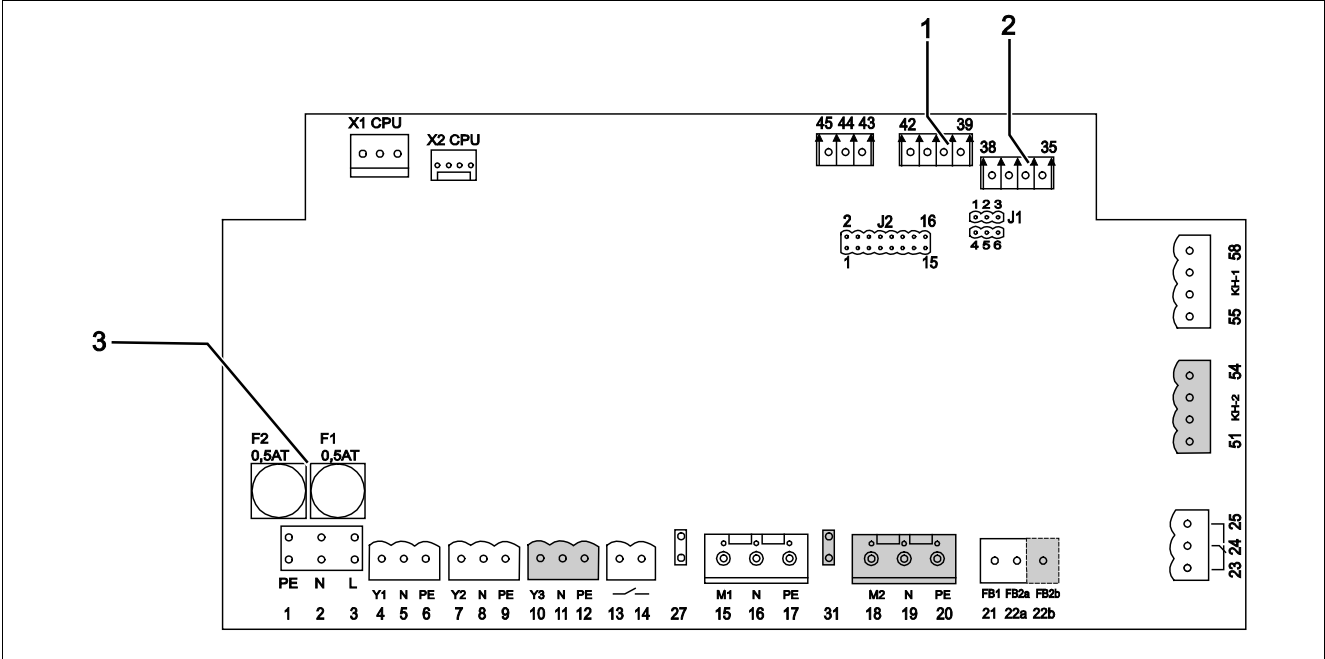 1 2
X1 CPU
X2 CPU
45 44 43
42 39
38 35
1 2 3
J1
4 5 6
2 J2 16
1 15
58
KH-1
55
54
KH-2
51
3
F2
0,5AT
F1
0,5AT
25
24
23
PE N L
Y1 N PE Y2 N PE Y3 N PE M1 N PE M2 N PE FB1 FB2a FB2b
1 2 3 4 5 6 7 8 9 10 11 12 13 14 27 15 16 17 31 18 19 20 21 22a 22b